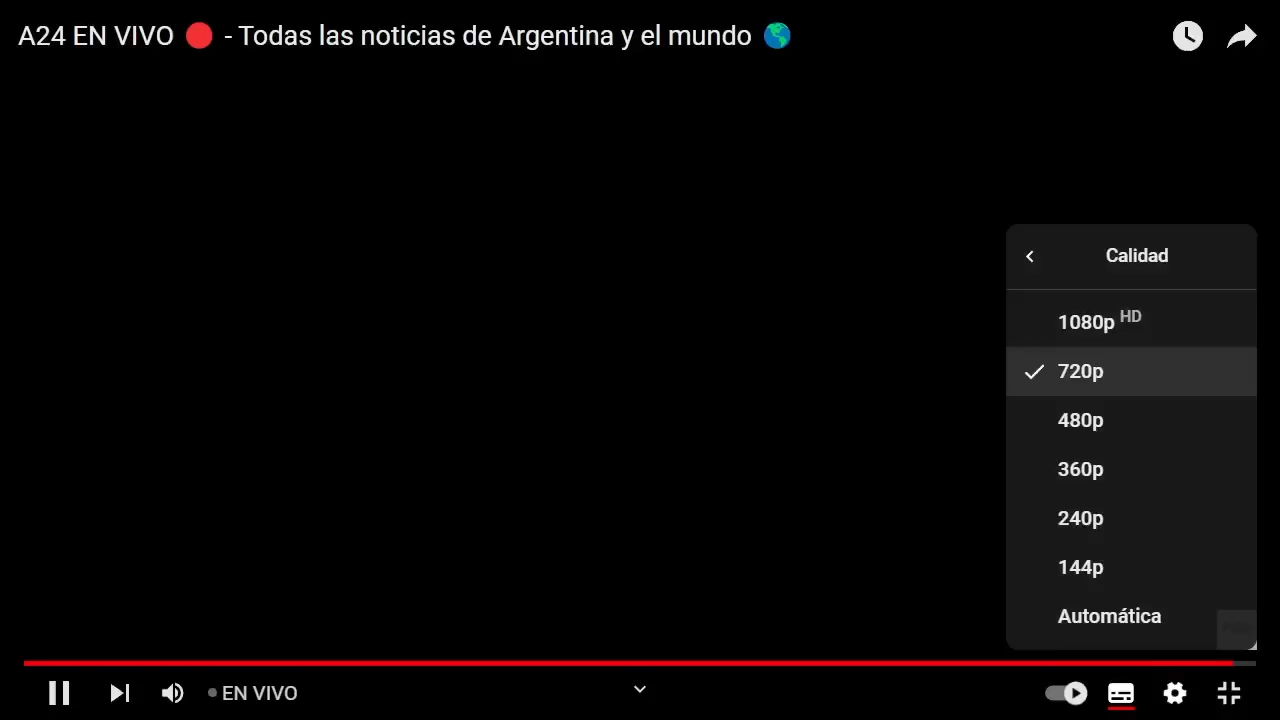 A24 EN VIVO 🔴 - Todas las noticias de Argentina y el mundo 🌎
Calidad
1080p HD
720p
480p
360p
240p
144p
Automática
EN VIVO